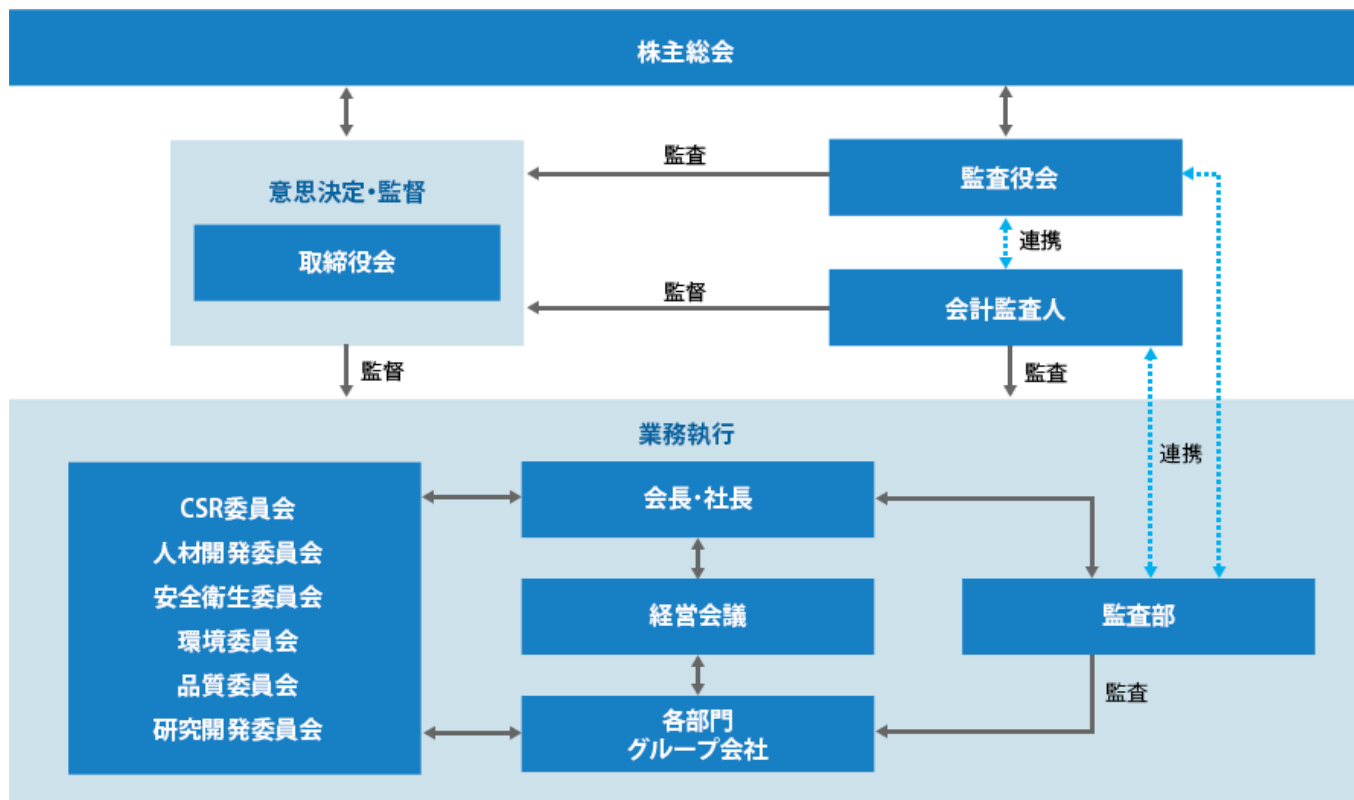 株主総会
監査
監査役会
意思決定・監督
取締役会
連携
監督
会計監査人
監督
監査
業務執行
連携
CSR委員会
人材開発委員会
安全衛生委員会
環境委員会
品質委員会
研究開発委員会
会長・社長
経営会議
監査部
監査
各部門
グループ会社